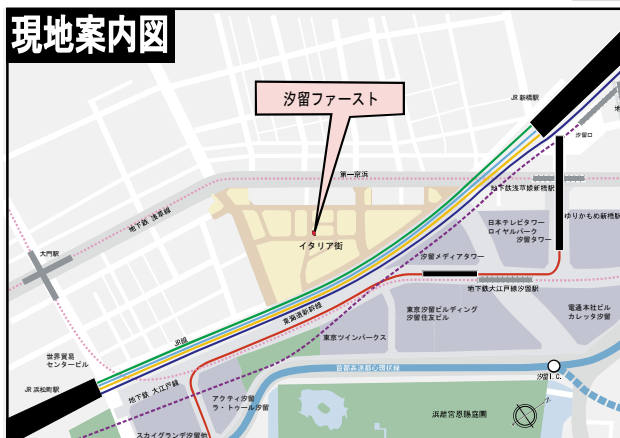 現地案内図
汐留ファースト
JR 新橋駅
汐留口
地
第一京浜
地下鉄浅草線新橋駅
地下鉄 浅草線
日本テレビタワー
ロイヤルパーク
汐留タワー
ゆりかもめ新橋駅
イタリア街
大門駅
汐留メディアタワー
地下鉄大江戸線汐留駅
東海道新幹線
東京汐留ビルディング
汐留住友ビル
電通本社ビル
カレッタ汐留
JR線
東京ツインパークス
世界貿易
センタービル
首都高速都心環状線
汐留I.C.
JR 浜松町駅
地下鉄 大江戸線
アクティ汐留
ラ・トゥール汐留
浜離宮恩賜庭園
スカイグランデ汐留他